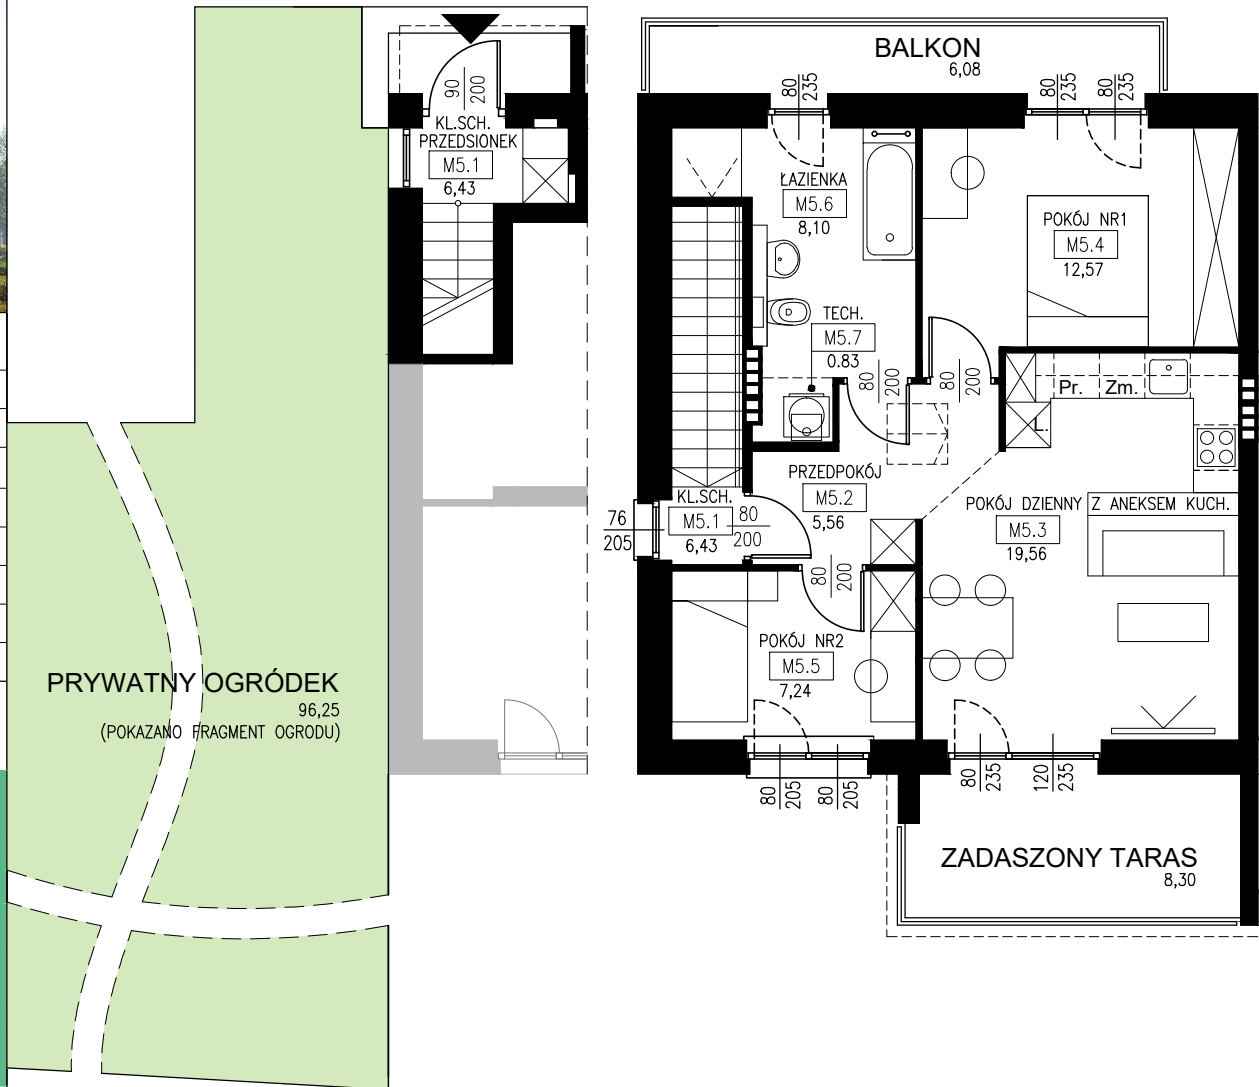 BALKON
6,08
80
235
80
235
80
235
90
200
KL.SCH.
PRZEDSIONEK
M5.1
6,43
ŁAZIENKA
M5.6
8,10
POKÓJ NR1
M5.4
12,57
TECH.
M5.7
0.83
80
200
80
200
Pr.
Zm.
L.
PRZEDPOKÓJ
M5.2
5,56
KL.SCH.
M5.1
6,43
80
200
76
205
POKÓJ DZIENNY Z ANEKSEM KUCH.
M5.3
19,56
80
200
POKÓJ NR2
M5.5
7,24
PRYWATNY OGRÓDEK
96,25
(POKAZANO FRAGMENT OGRODU)
80
205
80
205
80
235
120
235
ZADASZONY TARAS
8,30